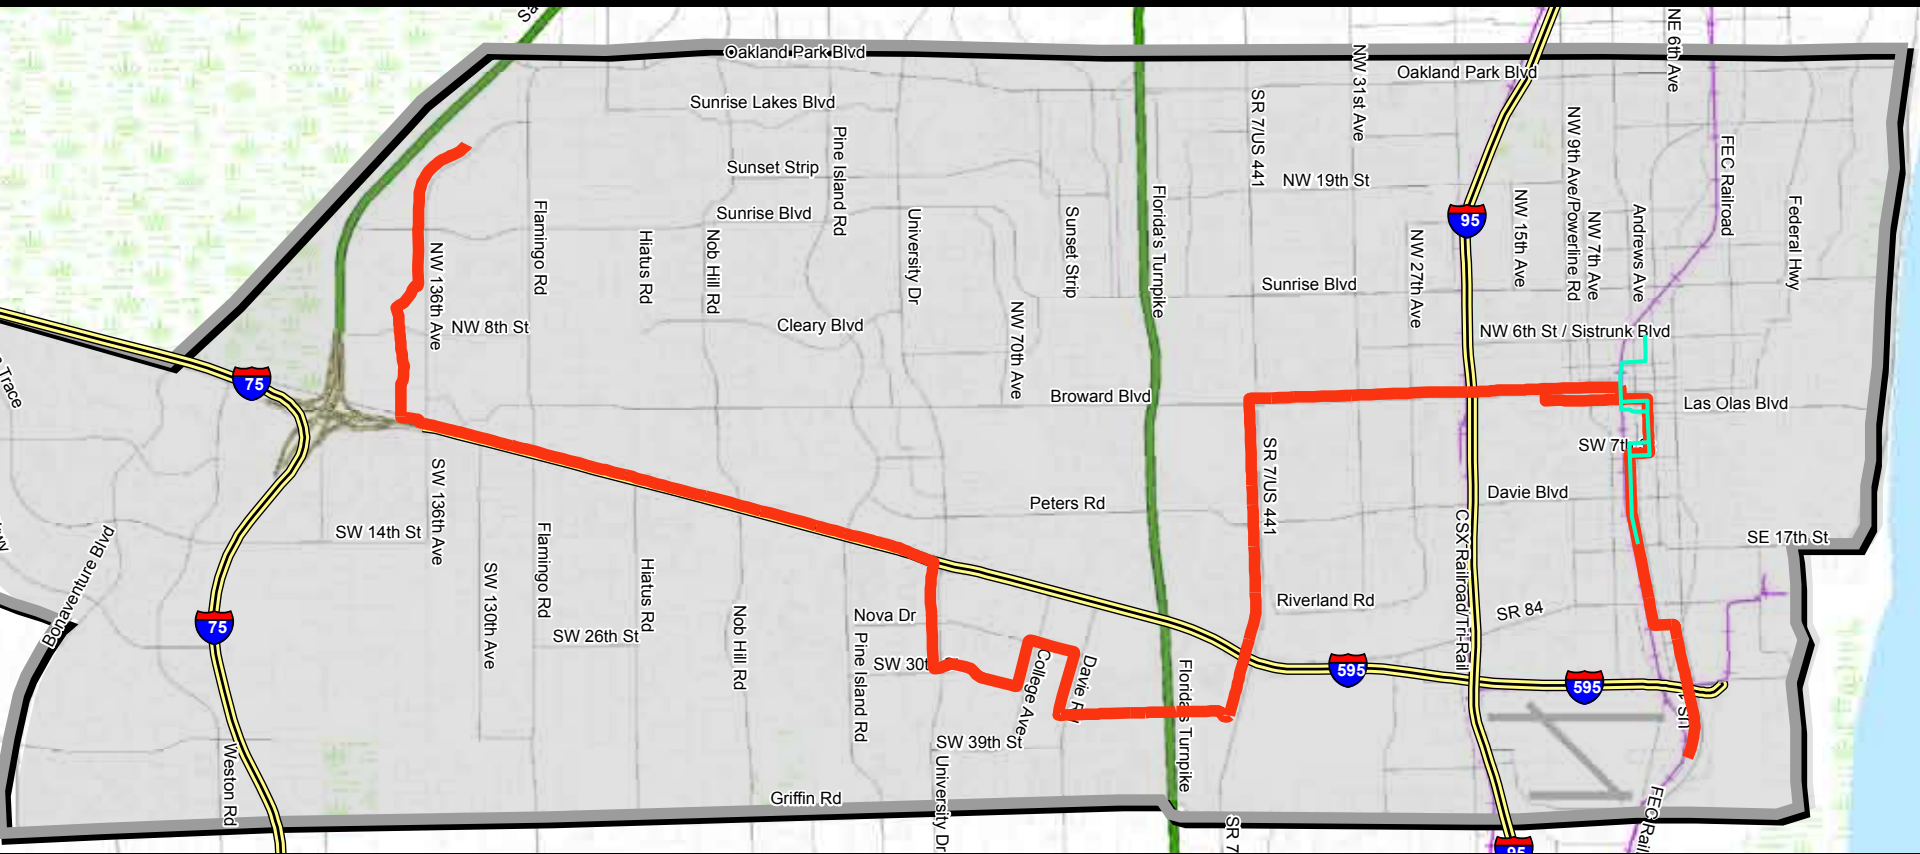 Sa
NE 6th Ave
Oakland Park Blvd
NW 31st Ave
Oakland Park Blvd
Sunrise Lakes Blvd
SR 7/US 441
NW 9th Ave/Powerline Rd
Pine Island Rd
FEC Railroad
Sunset Strip
NW 19th St
Florida's Turnpike
NW 15th Ave
Federal Hwy
Flamingo Rd
Sunrise Blvd
University Dr
Sunset Strip
95
NW 7th Ave
Andrews Ave
Hiatus Rd
Nob Hill Rd
NW 27th Ave
NW 136th Ave
Sunrise Blvd
NW 70th Ave
NW 8th St
Cleary Blvd
NW 6th St / Sistrunk Blvd
Trace
75
Broward Blvd
Las Olas Blvd
SR 7/US 441
SW 7th
SW 136th Ave
Davie Blvd
Peters Rd
CSX Railroad/Tri-Rail
SW 14th St
Flamingo Rd
SE 17th St
Bonaventure Blvd
Hiatus Rd
SW 130th Ave
Nob Hill Rd
Riverland Rd
SR 84
Nova Dr
75
SW 26th St
Pine Island Rd
SW 30t
College Ave
Davie R
Florida's Turnpike
595
595
SW 39th St
Weston Rd
University Dr
Griffin Rd
FEC Rail
SR 7
95